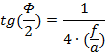 tg(Φ/2) = 1/(4·(f/a))